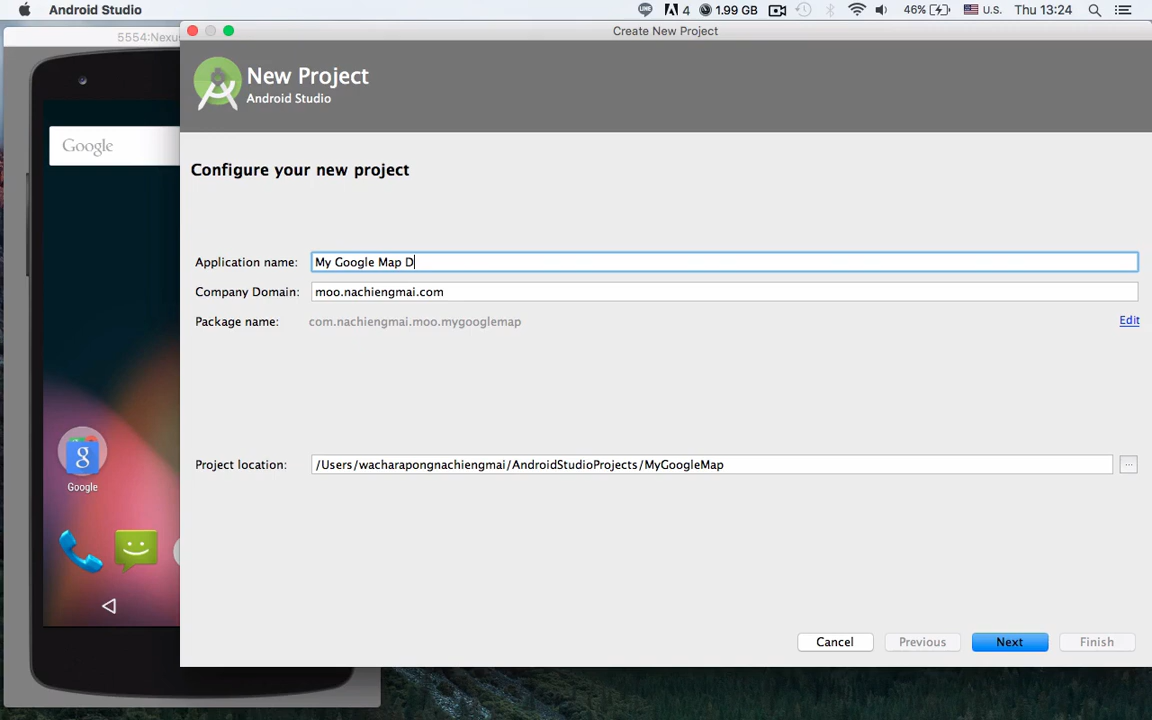 Android Studio
4
1.99 GB
46%
U.S.
Thu 13:24
5554:Nexus
Create New Project
New Project
Android Studio
Google
Configure your new project
Application name: My Google Map D
Company Domain: moo.nachiengmai.com
Package name: com.nachiengmai.moo.mygooglemap Edit
Project location: /Users/wacharapongnachiengmai/AndroidStudioProjects/MyGoogleMap ...
g
Google
Cancel Previous Next Finish